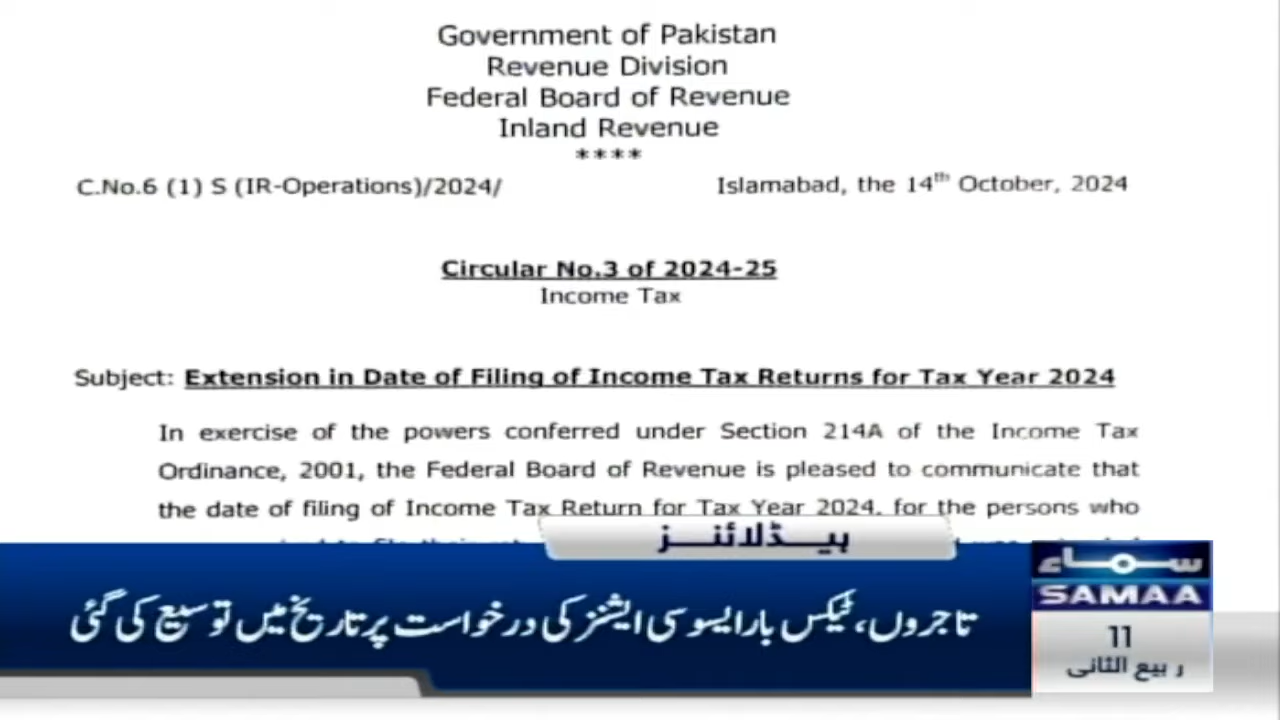 Government of Pakistan
Revenue Division
Federal Board of Revenue
Inland Revenue
****
C.No.6 (1) S (IR-Operations)/2024/ Islamabad, the 14th October, 2024
Circular No.3 of 2024-25
Income Tax
Subject: Extension in Date of Filing of Income Tax Returns for Tax Year 2024
In exercise of the powers conferred under Section 214A of the Income Tax
Ordinance, 2001, the Federal Board of Revenue is pleased to communicate that
the date of filing of Income Tax Return for Tax Year 2024, for the persons who
ہیڈلائنز
تاجروں، ٹیکس بار ایسوسی ایشنز کی درخواست پر تاریخ میں توسیع کی گئی
سماء
SAMAA
11
ربیع الثانی